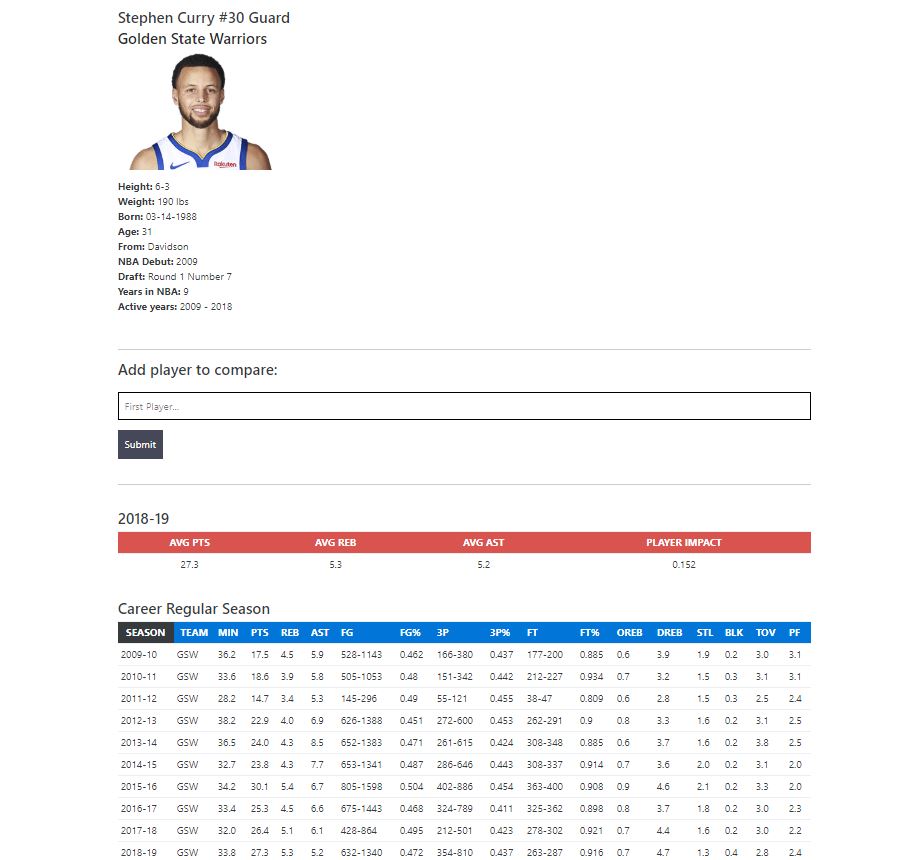 Stephen Curry #30 Guard
Golden State Warriors
Rakuten
Height: 6-3
Weight: 190 lbs
Born: 03-14-1988
Age: 31
From: Davidson
NBA Debut: 2009
Draft: Round 1 Number 7
Years in NBA: 9
Active years: 2009 - 2018
Add player to compare:
First Player...
Submit
2018-19
AVG PTS AVG REB AVG AST PLAYER IMPACT
27.3 5.3 5.2 0.152
Career Regular Season
SEASON TEAM MIN PTS REB AST FG FG% 3P 3P% FT FT% OREB DREB STL BLK TOV PF
2009-10 GSW 36.2 17.5 4.5 5.9 528-1143 0.462 166-380 0.437 177-200 0.885 0.6 3.9 1.9 0.2 3.0 3.1
2010-11 GSW 33.6 18.6 3.9 5.8 505-1053 0.48 151-342 0.442 212-227 0.934 0.7 3.2 1.5 0.3 3.1 3.1
2011-12 GSW 28.2 14.7 3.4 5.3 145-296 0.49 55-121 0.455 38-47 0.809 0.6 2.8 1.5 0.3 2.5 2.4
2012-13 GSW 38.2 22.9 4.0 6.9 626-1388 0.451 272-600 0.453 262-291 0.9 0.8 3.3 1.6 0.2 3.1 2.5
2013-14 GSW 36.5 24.0 4.3 8.5 652-1383 0.471 261-615 0.424 308-348 0.885 0.6 3.7 1.6 0.2 3.8 2.5
2014-15 GSW 32.7 23.8 4.3 7.7 653-1341 0.487 286-646 0.443 308-337 0.914 0.7 3.6 2.0 0.2 3.1 2.0
2015-16 GSW 34.2 30.1 5.4 6.7 805-1598 0.504 402-886 0.454 363-400 0.908 0.9 4.6 2.1 0.2 3.3 2.0
2016-17 GSW 33.4 25.3 4.5 6.6 675-1443 0.468 324-789 0.411 325-362 0.898 0.8 3.7 1.8 0.2 3.0 2.3
2017-18 GSW 32.0 26.4 5.1 6.1 428-864 0.495 212-501 0.423 278-302 0.921 0.7 4.4 1.6 0.2 3.0 2.2
2018-19 GSW 33.8 27.3 5.3 5.2 632-1340 0.472 354-810 0.437 263-287 0.916 0.7 4.7 1.3 0.4 2.8 2.4